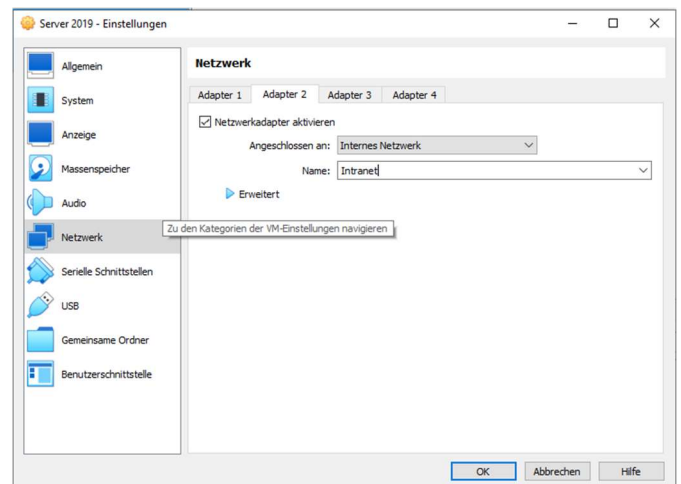 Server 2019 - Einstellungen
Allgemein
System
Anzeige
Massenspeicher
Audio
Netzwerk
Serielle Schnittstellen
USB
Gemeinsame Ordner
Benutzerschnittstelle
Zu den Kategorien der VM-Einstellungen navigieren
Netzwerk
Adapter 1 Adapter 2 Adapter 3 Adapter 4
Netzwerkadapter aktivieren
Angeschlossen an: Internes Netzwerk
Name: Intranet
Erweitert
OK Abbrechen Hilfe